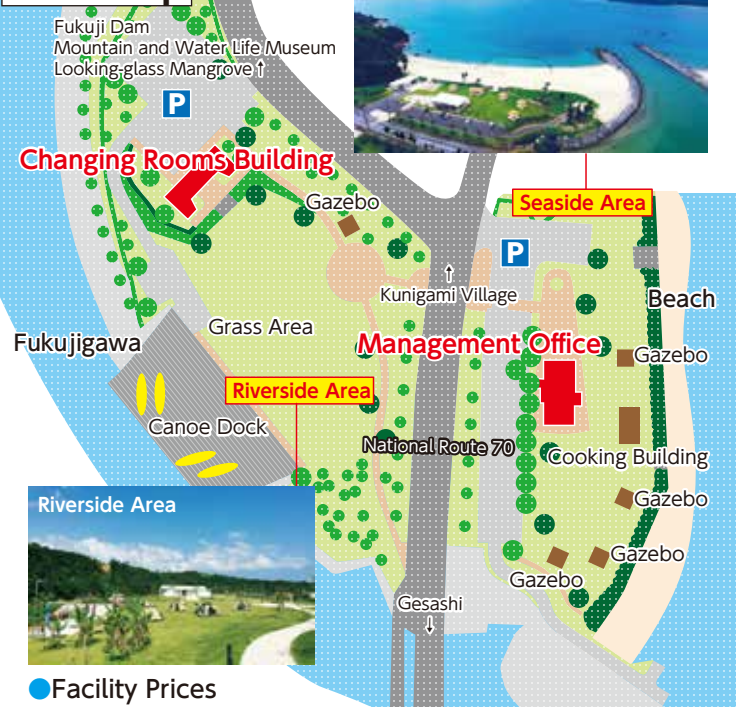 Fukuji Dam
Mountain and Water Life Museum
Looking-glass Mangrove ↑
P
Changing Rooms Building
Gazebo
Seaside Area
P
↑
Kunigami Village
Beach
Fukujigawa
Grass Area
Management Office
Gazebo
Riverside Area
Canoe Dock
National Route 70
Cooking Building
Riverside Area
Gazebo
Gazebo
Gazebo
Gesashi
↓
●Facility Prices